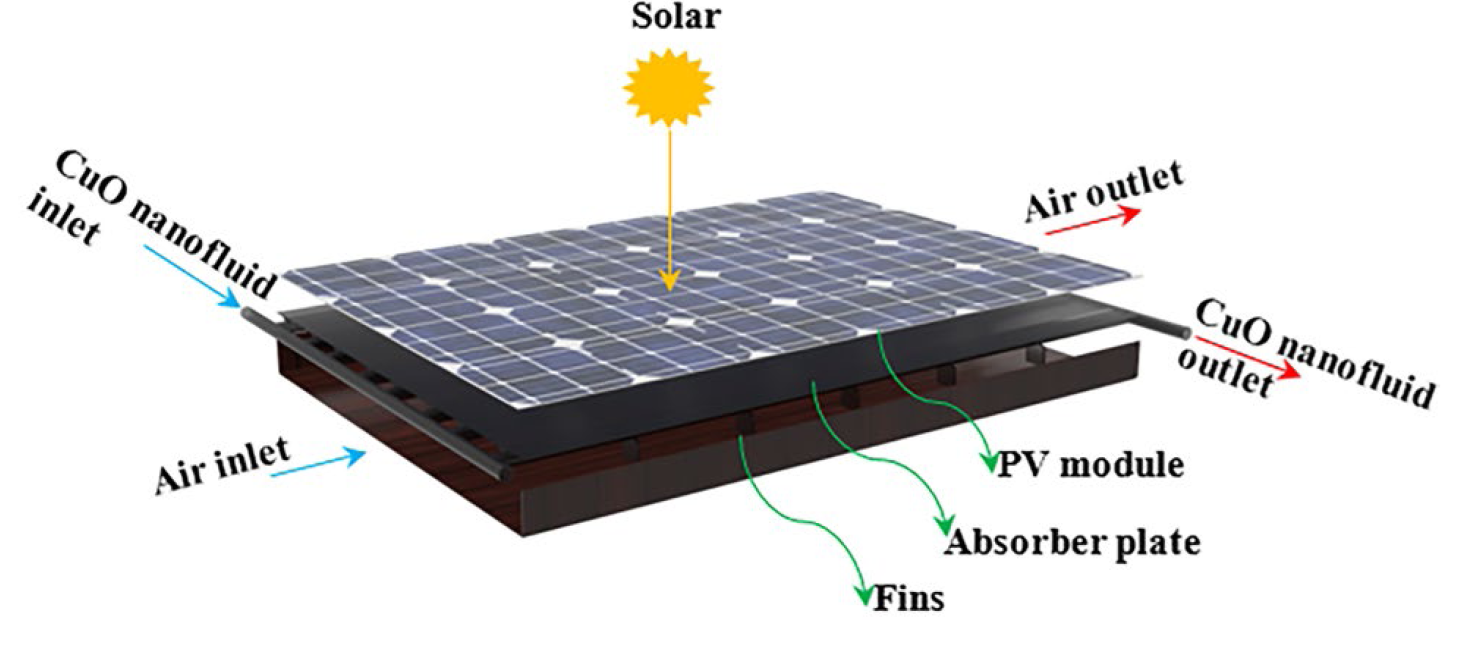 Solar
CuO nanofluid
inlet
Air outlet
CuO nanofluid
outlet
Air inlet
PV module
Absorber plate
Fins